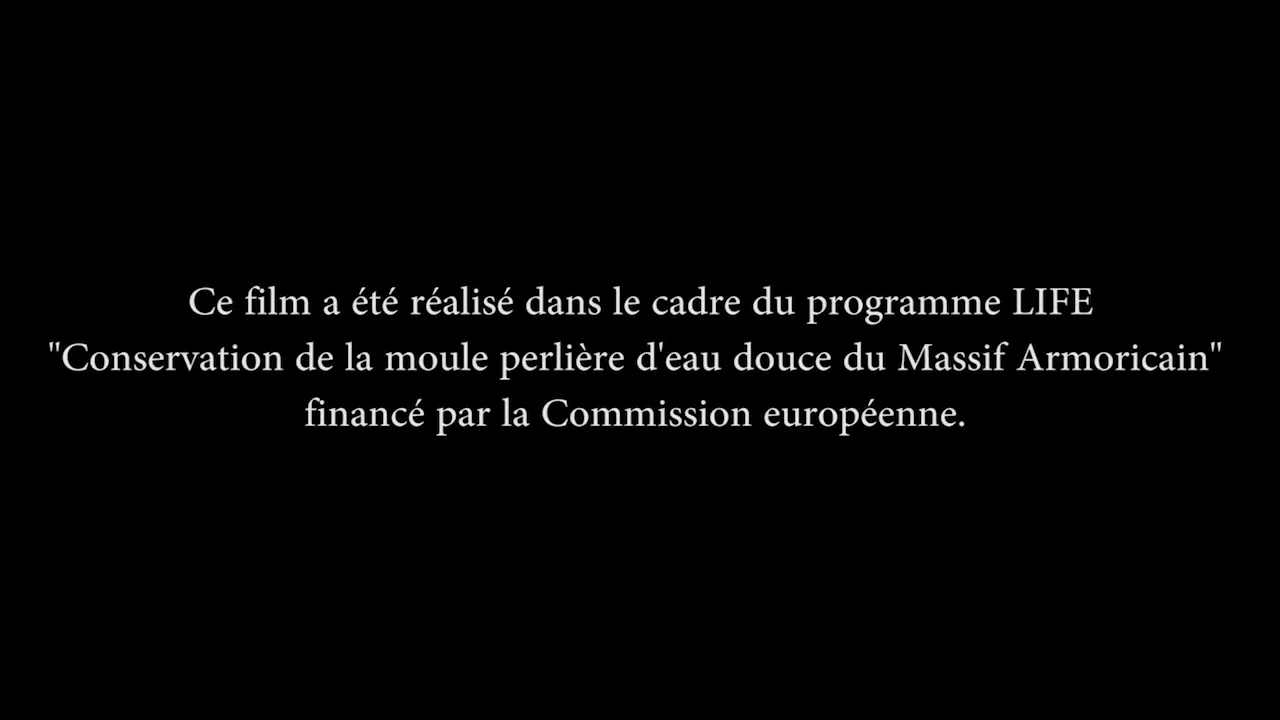 Ce film a été réalisé dans le cadre du programme LIFE
"Conservation de la moule perlière d'eau douce du Massif Armoricain"
financé par la Commission européenne.